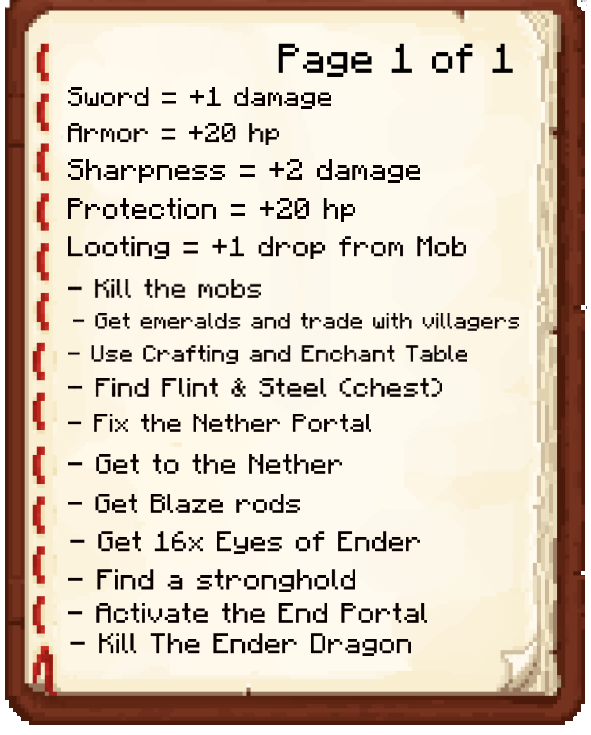 Page 1 of 1
Sword = +1 damage
Armor = +20 hp
Sharpness = +2 damage
Protection = +20 hp
Looting = +1 drop from Mob
- Kill the mobs
- Get emeralds and trade with villagers
- Use Crafting and Enchant Table
- Find Flint & Steel (chest)
- Fix the Nether Portal
- Get to the Nether
- Get Blaze rods
- Get 16x Eyes of Ender
- Find a stronghold
- Activate the End Portal
- Kill The Ender Dragon